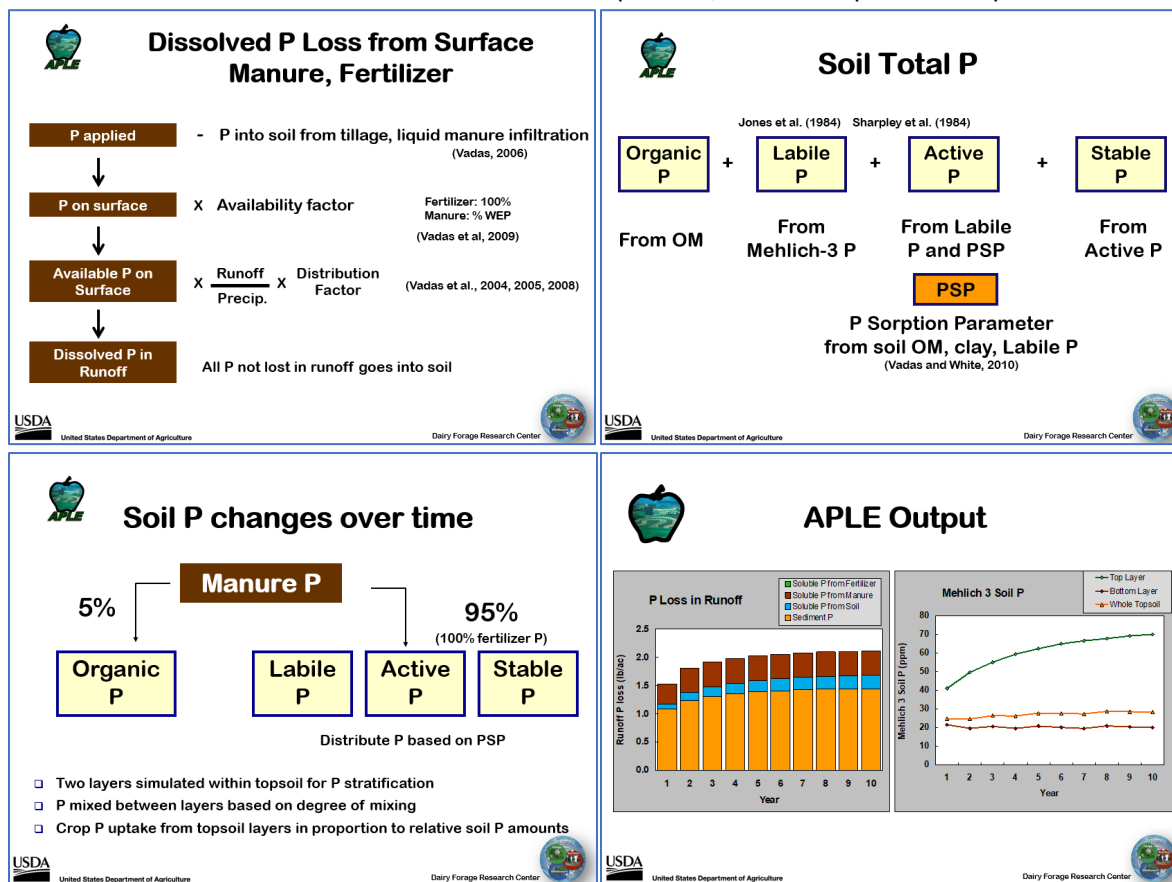 APLE
Dissolved P Loss from Surface
Manure, Fertilizer
P applied
- P into soil from tillage, liquid manure infiltration
(Vadas, 2006)
P on surface
X Availability factor
Fertilizer: 100%
Manure: % WEP
(Vadas et al, 2009)
Available P on
Surface
X Runoff
Precip.
X Distribution
Factor
(Vadas et al., 2004, 2005, 2008)
Dissolved P in
Runoff
All P not lost in runoff goes into soil
USDA
United States Department of Agriculture
Dairy Forage Research Center
APLE
Soil Total P
Jones et al. (1984) Sharpley et al. (1984)
Organic
P
+
Labile
P
+
Active
P
+
Stable
P
From OM
From
Mehlich-3 P
From Labile
P and PSP
From
Active P
PSP
P Sorption Parameter
from soil OM, clay, Labile P
(Vadas and White, 2010)
USDA
United States Department of Agriculture
Dairy Forage Research Center
APLE
Soil P changes over time
Manure P
5%
95%
(100% fertilizer P)
Organic
P
Labile
P
Active
P
Stable
P
Distribute P based on PSP
Two layers simulated within topsoil for P stratification
P mixed between layers based on degree of mixing
Crop P uptake from topsoil layers in proportion to relative soil P amounts
USDA
United States Department of Agriculture
Dairy Forage Research Center
APLE
APLE Output
P Loss in Runoff
Soluble P from Fertilizer
Soluble P from Manure
Soluble P from Soil
Sediment P
Runoff P loss (lb/ac)
2.5
2.0
1.5
1.0
0.5
0.0
1 2 3 4 5 6 7 8 9 10
Year
Mehlich 3 Soil P
Top Layer
Bottom Layer
Whole Topsoil
Mehlich 3 Soil P (ppm)
80
70
60
50
40
30
20
10
0
1 2 3 4 5 6 7 8 9 10
Year
USDA
United States Department of Agriculture
Dairy Forage Research Center